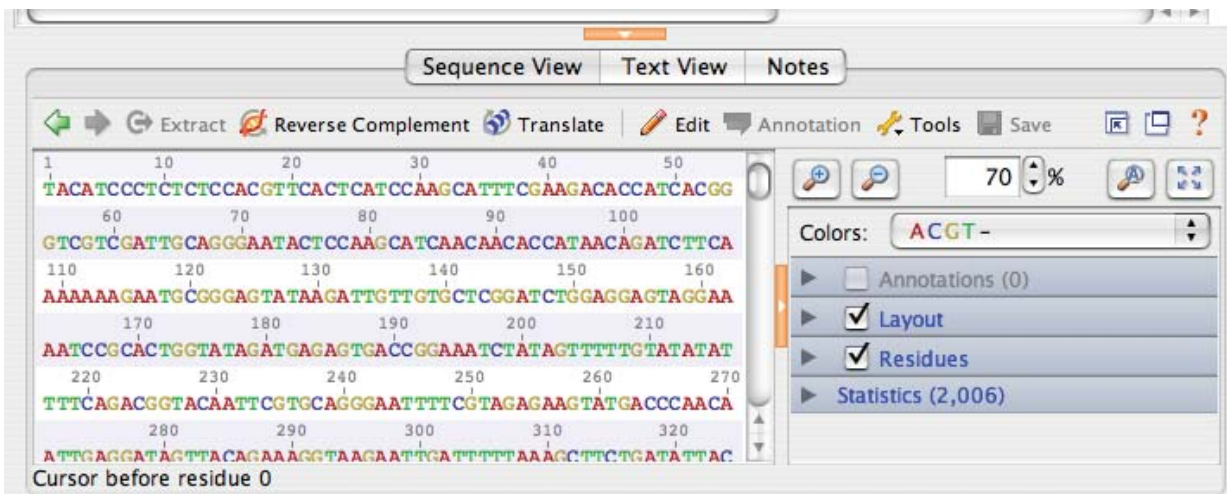 Sequence View Text View Notes
Extract Reverse Complement Translate Edit Annotation Tools Save ?
1 10 20 30 40 50
TACATCCCTCTCTCCACGTTCACTCATCCAAGCATTTCGAAGACACCATCACGG
60 70 80 90 100
GTCGTCGATTGCAGGGAATACTCCAAGCATCAACAACACCATAACAGATCTTCA
110 120 130 140 150 160
AAAAAAGAATGCGGGAGTATAAGATTGTTGTGCTCGGATCTGGAGGAGTAGGAA
170 180 190 200 210
AATCCGCACTGGTATAGATGAGAGTGACCGGAAATCTATAGTTTTTGTATATAT
220 230 240 250 260 270
TTTCAGACGGTACAATTCGTGCAGGGAATTTTCGTAGAGAAGTATGACCCAACA
280 290 300 310 320
ATTGAGGATAGTTACAGAAAGGTAAGAATTGATTTTTAAAGCTTCTGATATTAC
Cursor before residue 0
70 %
Colors: ACGT-
Annotations (0)
Layout
Residues
Statistics (2,006)